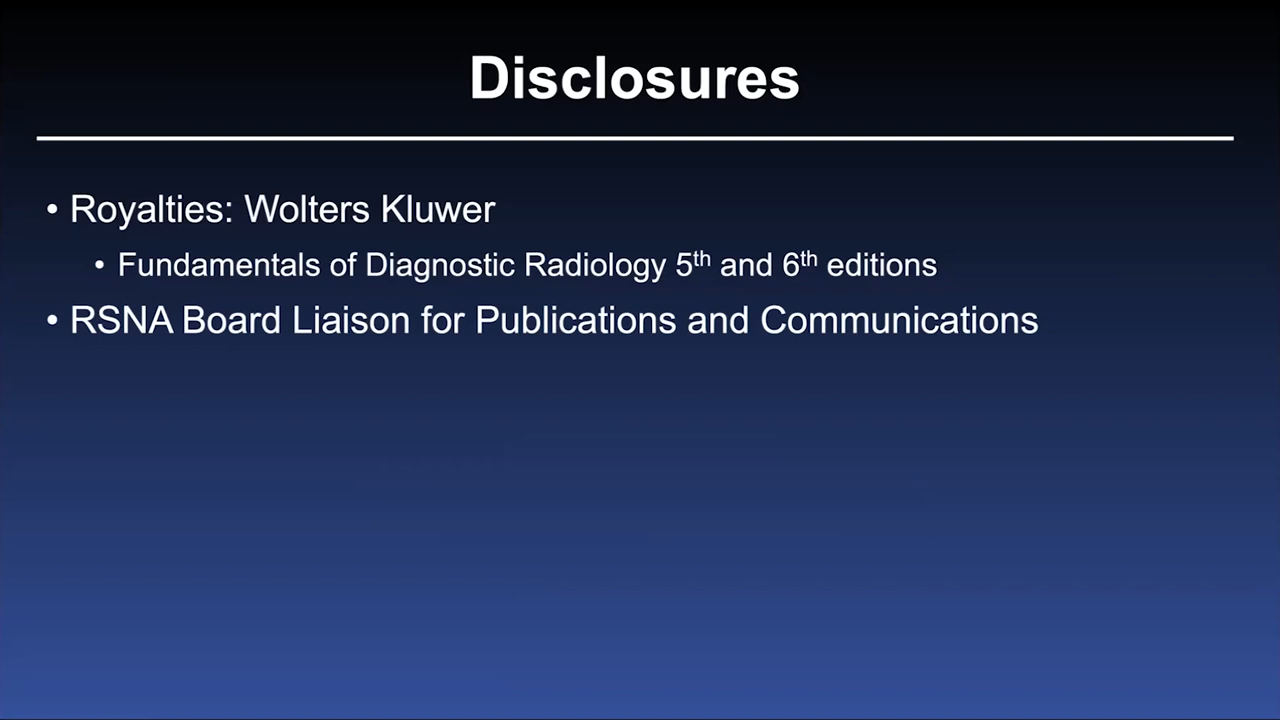 Disclosures
• Royalties: Wolters Kluwer
• Fundamentals of Diagnostic Radiology 5th and 6th editions
• RSNA Board Liaison for Publications and Communications